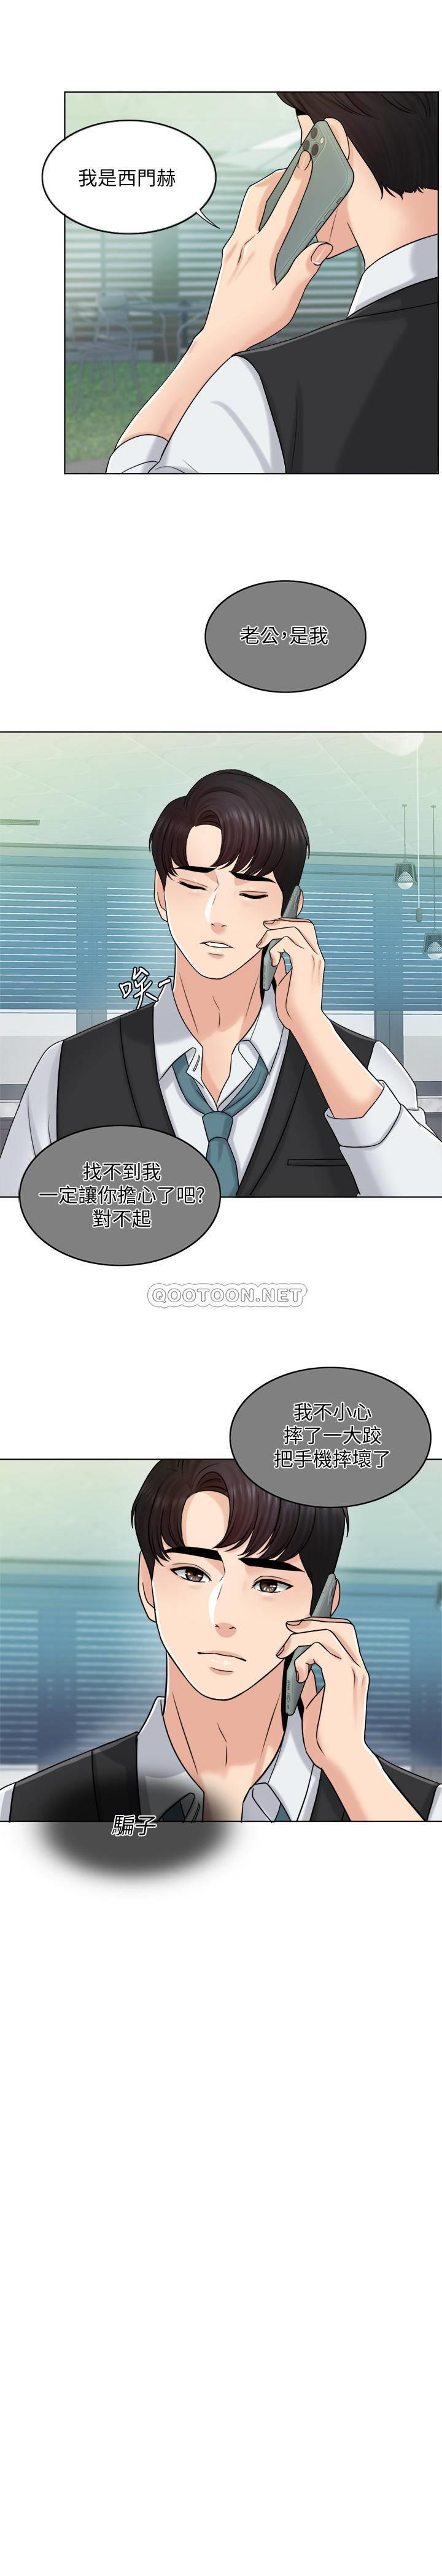 我是西門赫
老公,是我
唉~
找不到我
一定讓你擔心了吧?
對不起
QOOTOON.NET
我不小心
摔了一大跤
把手機摔壞了
騙子